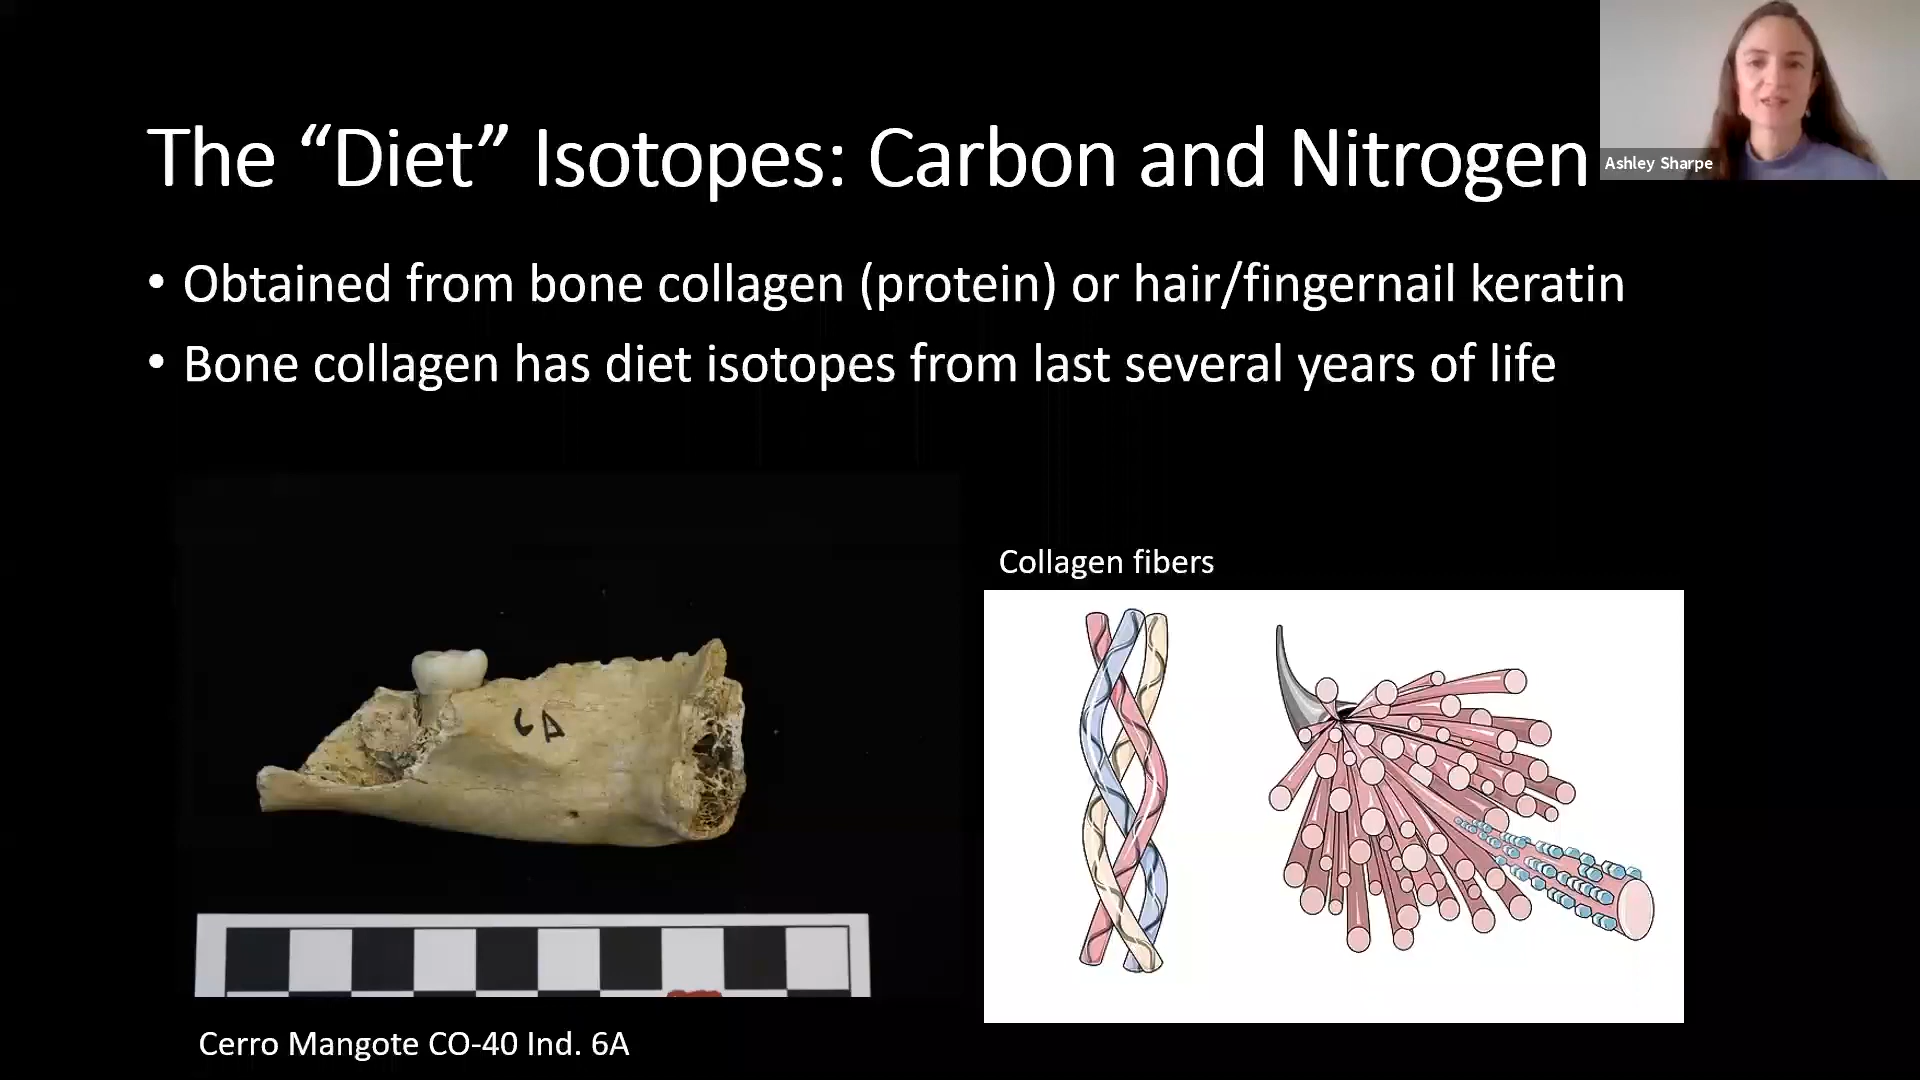 The “Diet” Isotopes: Carbon and Nitrogen
Ashley Sharpe
• Obtained from bone collagen (protein) or hair/fingernail keratin
• Bone collagen has diet isotopes from last several years of life
Collagen fibers
6A
Cerro Mangote CO-40 Ind. 6A